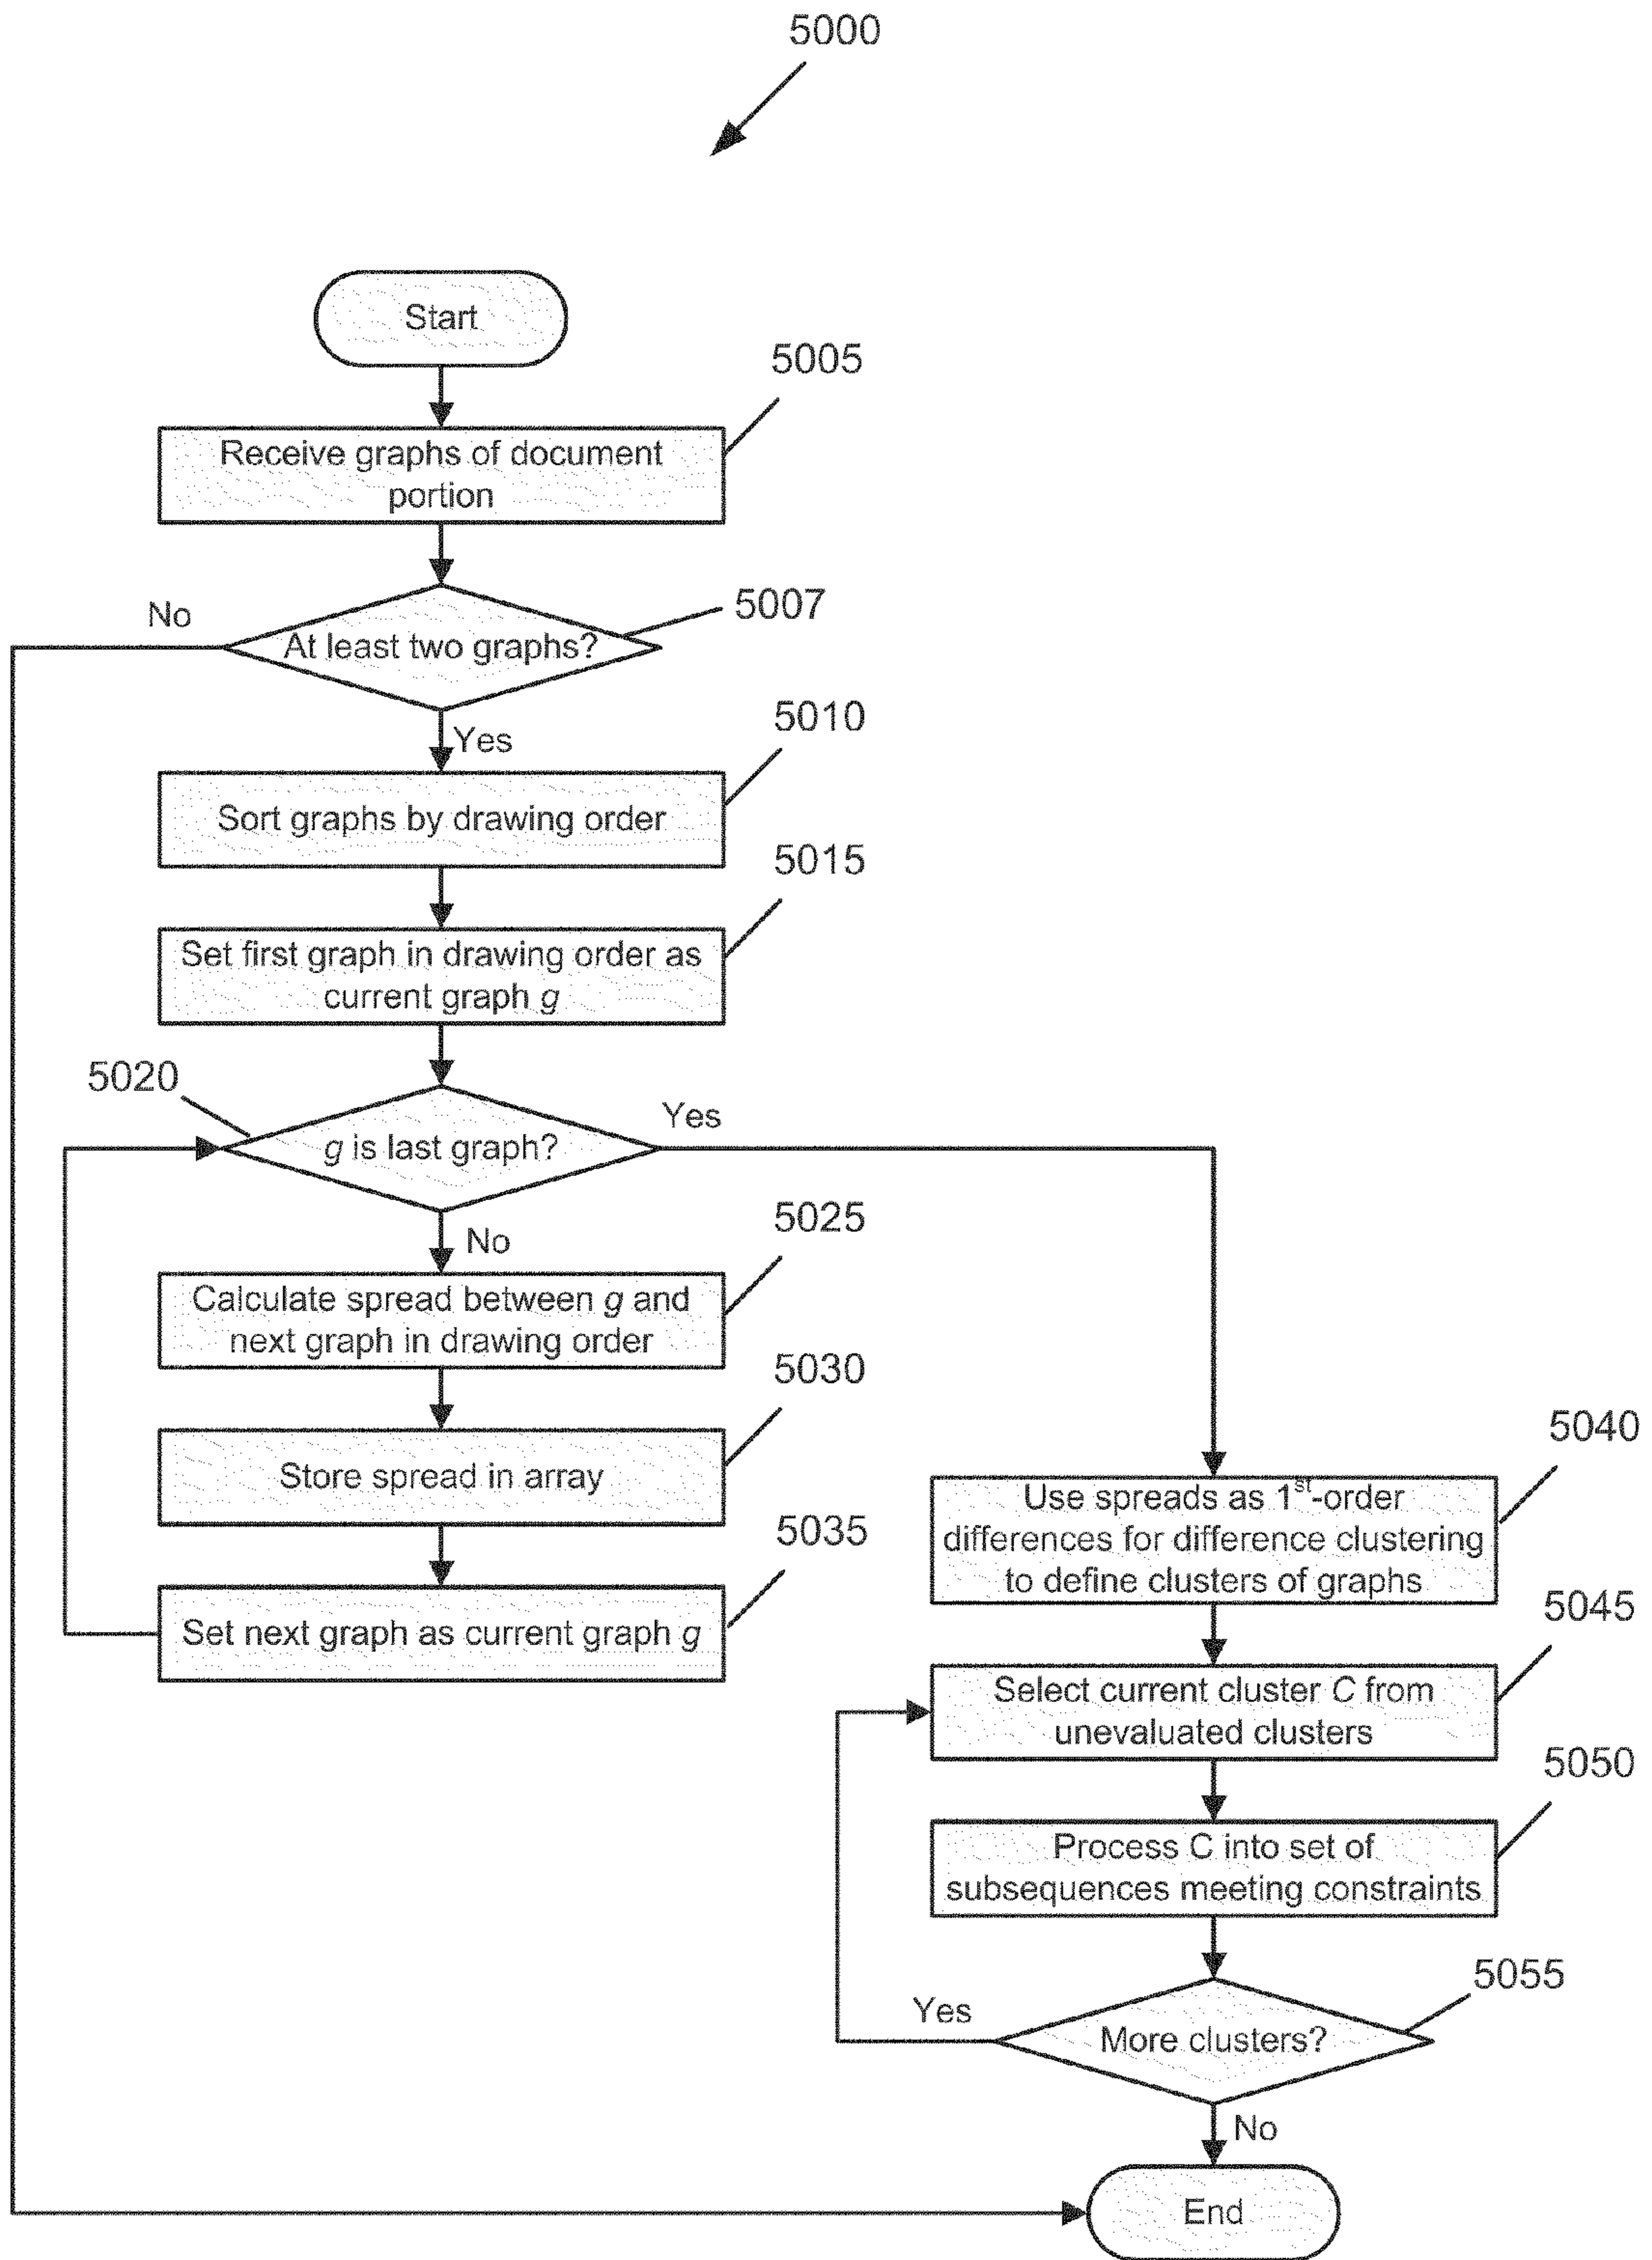 5000
Start
5005
Receive graphs of document
portion
No
5007
At least two graphs?
Yes
5010
Sort graphs by drawing order
5015
Set first graph in drawing order as
current graph g
5020
Yes
g is last graph?
No
5025
Calculate spread between g and
next graph in drawing order
5030
Store spread in array
5035
Set next graph as current graph g
5040
Use spreads as 1st-order
differences for difference clustering
to define clusters of graphs
5045
Select current cluster C from
unevaluated clusters
5050
Process C into set of
subsequences meeting constraints
5055
Yes
More clusters?
No
End